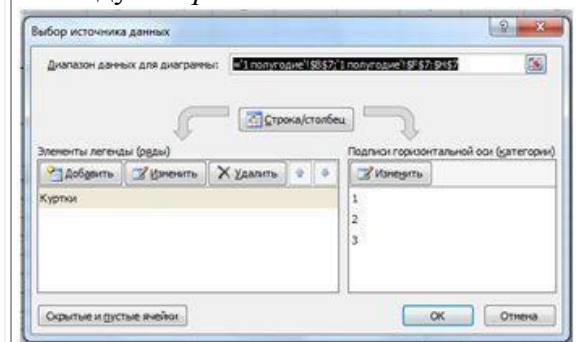 Выбор источника данных
Диапазон данных для диаграммы: ='1 полугодие'!$B$7;'1 полугодие'!$F$7:$H$7
Строка/столбец
Элементы легенды (ряды)
Подписи горизонтальной оси (категории)
Добавить Изменить Удалить
Изменить
Куртки
1
2
3
Скрытые и пустые ячейки
ОК Отмена